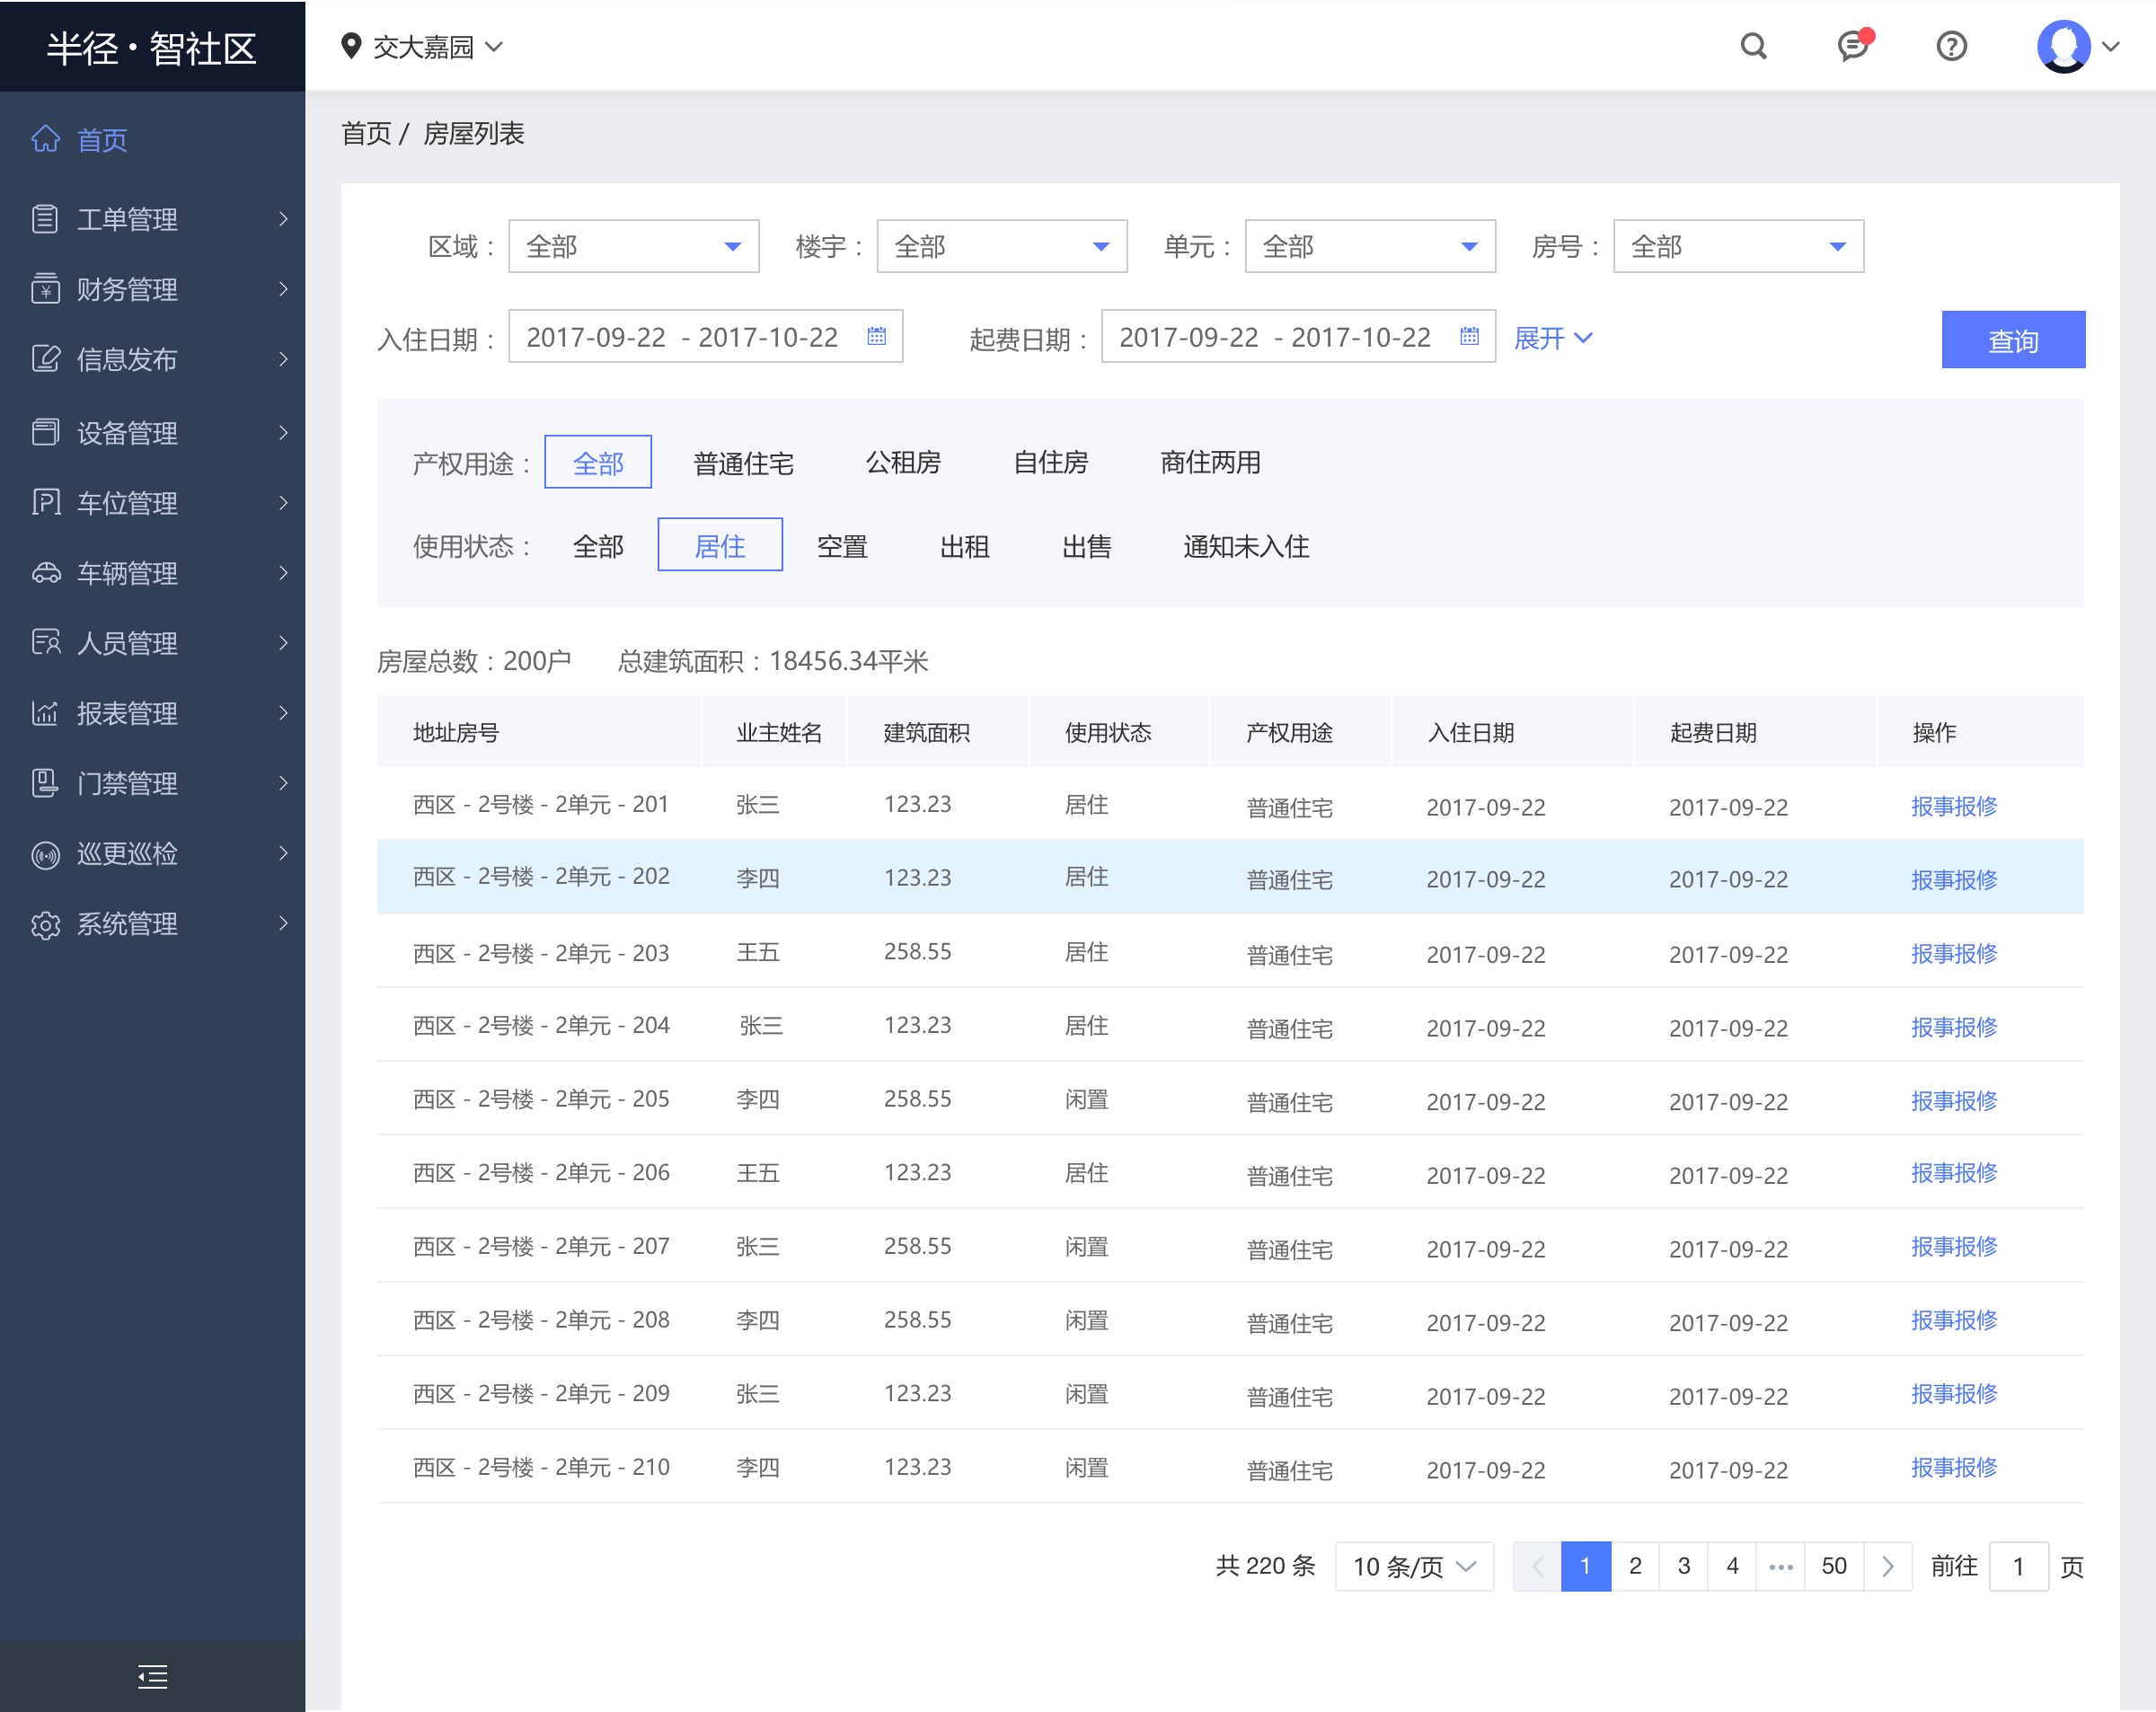 半径·智社区
交大嘉园
首页
工单管理
财务管理
信息发布
设备管理
车位管理
车辆管理
人员管理
报表管理
门禁管理
巡更巡检
系统管理
首页 / 房屋列表
区域： 全部 楼宇： 全部 单元： 全部 房号： 全部
入住日期： 2017-09-22 - 2017-10-22 起费日期： 2017-09-22 - 2017-10-22 展开 查询
产权用途： 全部 普通住宅 公租房 自住房 商住两用
使用状态： 全部 居住 空置 出租 出售 通知未入住
房屋总数：200户 总建筑面积：18456.34平米
地址房号 业主姓名 建筑面积 使用状态 产权用途 入住日期 起费日期 操作
西区 - 2号楼 - 2单元 - 201 张三 123.23 居住 普通住宅 2017-09-22 2017-09-22 报事报修
西区 - 2号楼 - 2单元 - 202 李四 123.23 居住 普通住宅 2017-09-22 2017-09-22 报事报修
西区 - 2号楼 - 2单元 - 203 王五 258.55 居住 普通住宅 2017-09-22 2017-09-22 报事报修
西区 - 2号楼 - 2单元 - 204 张三 123.23 居住 普通住宅 2017-09-22 2017-09-22 报事报修
西区 - 2号楼 - 2单元 - 205 李四 258.55 闲置 普通住宅 2017-09-22 2017-09-22 报事报修
西区 - 2号楼 - 2单元 - 206 王五 123.23 居住 普通住宅 2017-09-22 2017-09-22 报事报修
西区 - 2号楼 - 2单元 - 207 张三 258.55 闲置 普通住宅 2017-09-22 2017-09-22 报事报修
西区 - 2号楼 - 2单元 - 208 李四 258.55 闲置 普通住宅 2017-09-22 2017-09-22 报事报修
西区 - 2号楼 - 2单元 - 209 张三 123.23 闲置 普通住宅 2017-09-22 2017-09-22 报事报修
西区 - 2号楼 - 2单元 - 210 李四 123.23 闲置 普通住宅 2017-09-22 2017-09-22 报事报修
共 220 条 10 条/页 1 2 3 4 ••• 50 前往 1 页